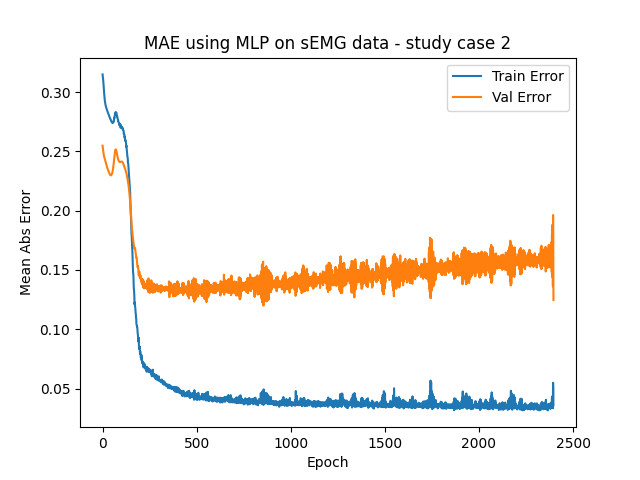 MAE using MLP on sEMG data - study case 2
Train Error
Val Error
Mean Abs Error
0.30
0.25
0.20
0.15
0.10
0.05
0
500
1000
1500
2000
2500
Epoch